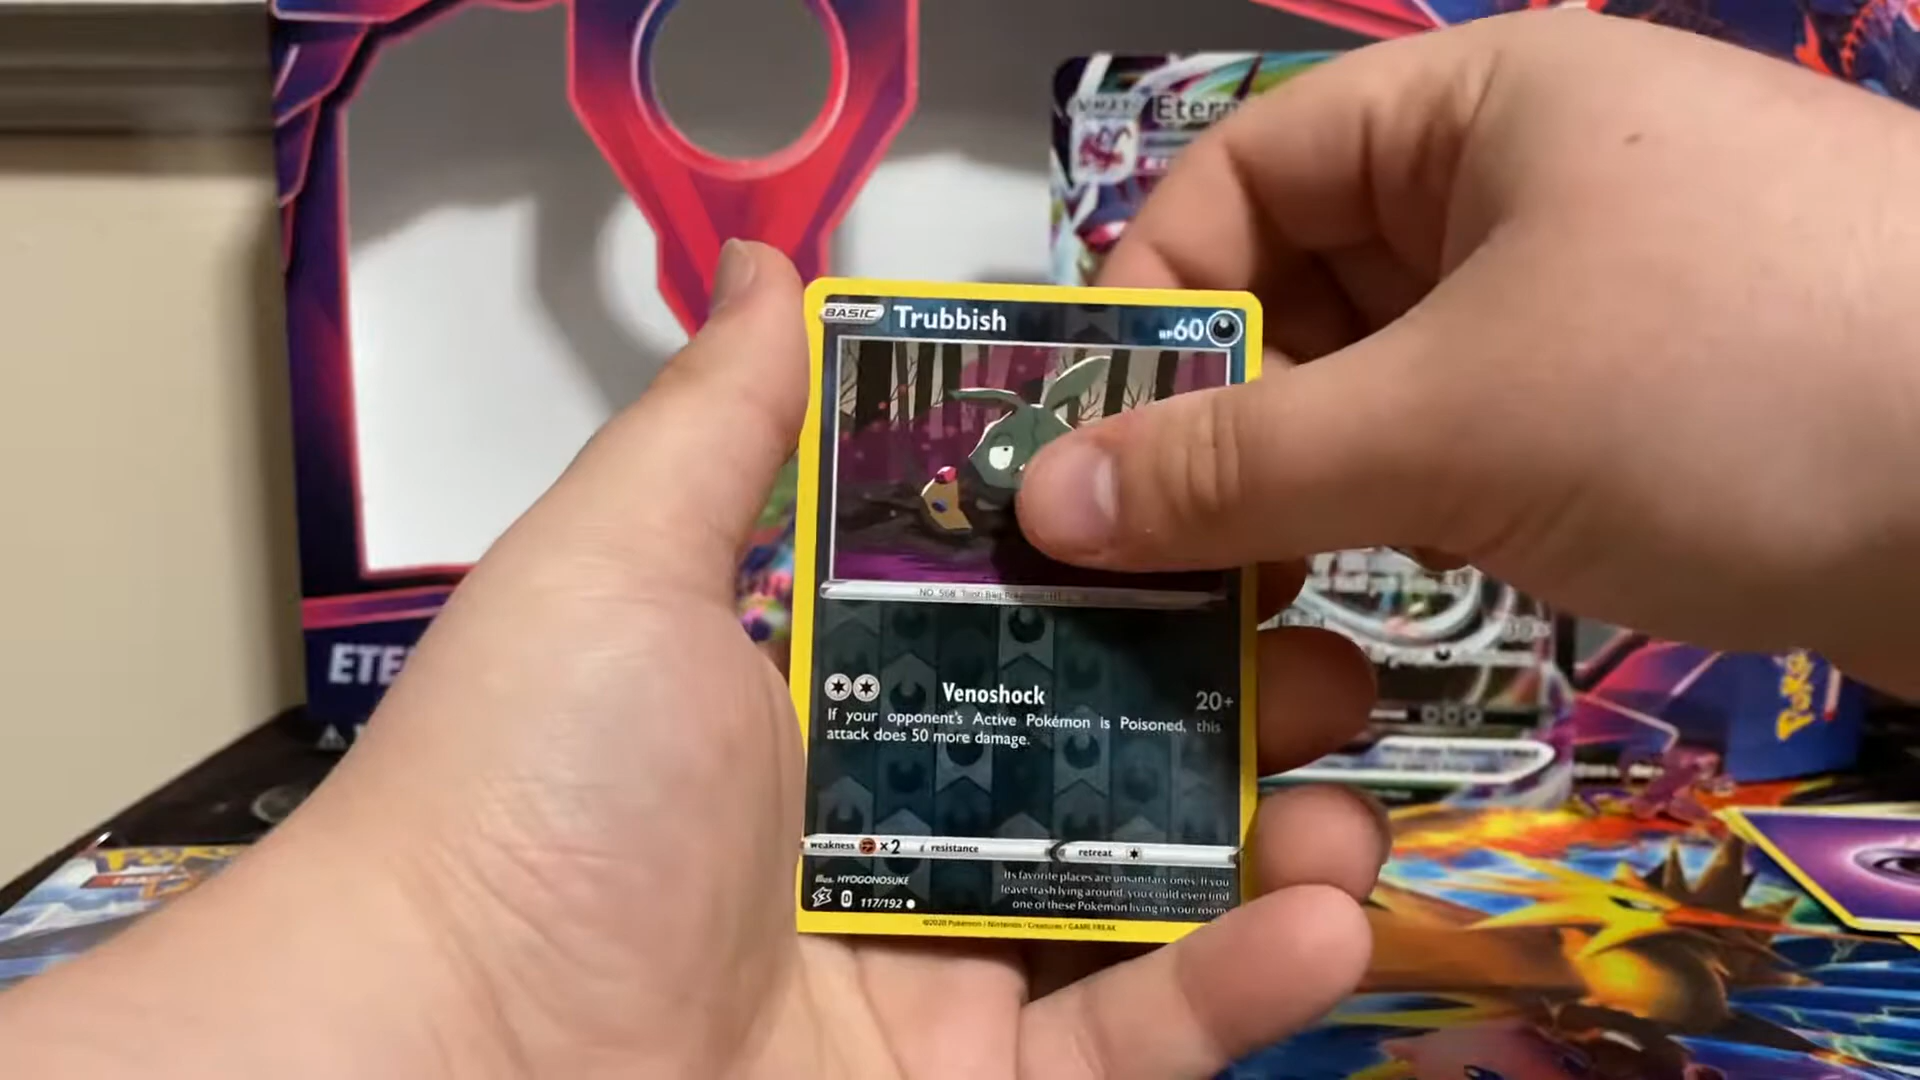 Etern
BASIC Trubbish HP60
NO. 568
Venoshock 20+
If your opponent's Active Pokémon is Poisoned, this
attack does 50 more damage.
weakness ×2 resistance retreat
Illus. HYOGONOSUKE
D 117/192
Its favorite places are unsanitary ones. If you
leave trash lying around, you could even find
one of these Pokémon living in your room.
©2020 Pokémon / Nintendo / Creatures / GAME FREAK
ETE